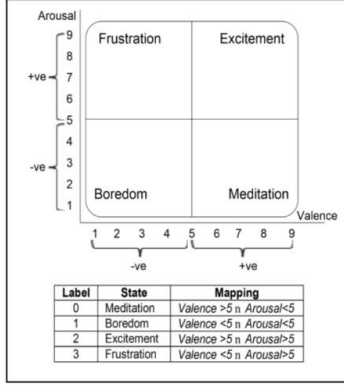 Arousal
9
8
7
6
5
4
3
2
1
+ve
-ve
Frustration
Excitement
Boredom
Meditation
Valence
1 2 3 4 5 6 7 8 9
-ve
+ve
Label State Mapping
0 Meditation Valence >5 n Arousal<5
1 Boredom Valence <5 n Arousal<5
2 Excitement Valence >5 n Arousal>5
3 Frustration Valence <5 n Arousal>5